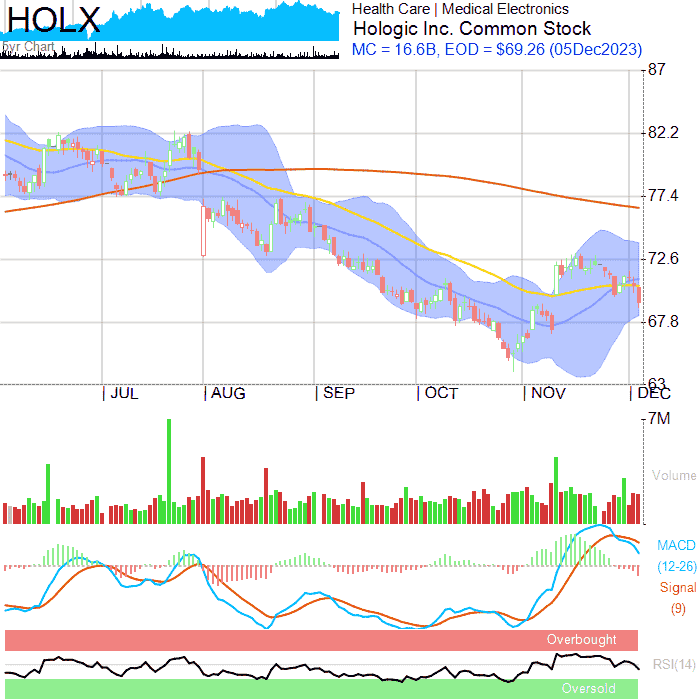 HOLX
5yr Chart
Health Care | Medical Electronics
Hologic Inc. Common Stock
MC = 16.6B, EOD = $69.26 (05Dec2023)
87
82.2
77.4
72.6
67.8
63
JUL AUG SEP OCT NOV DEC
7M
Volume
MACD
(12-26)
Signal
(9)
Overbought
RSI(14)
Oversold